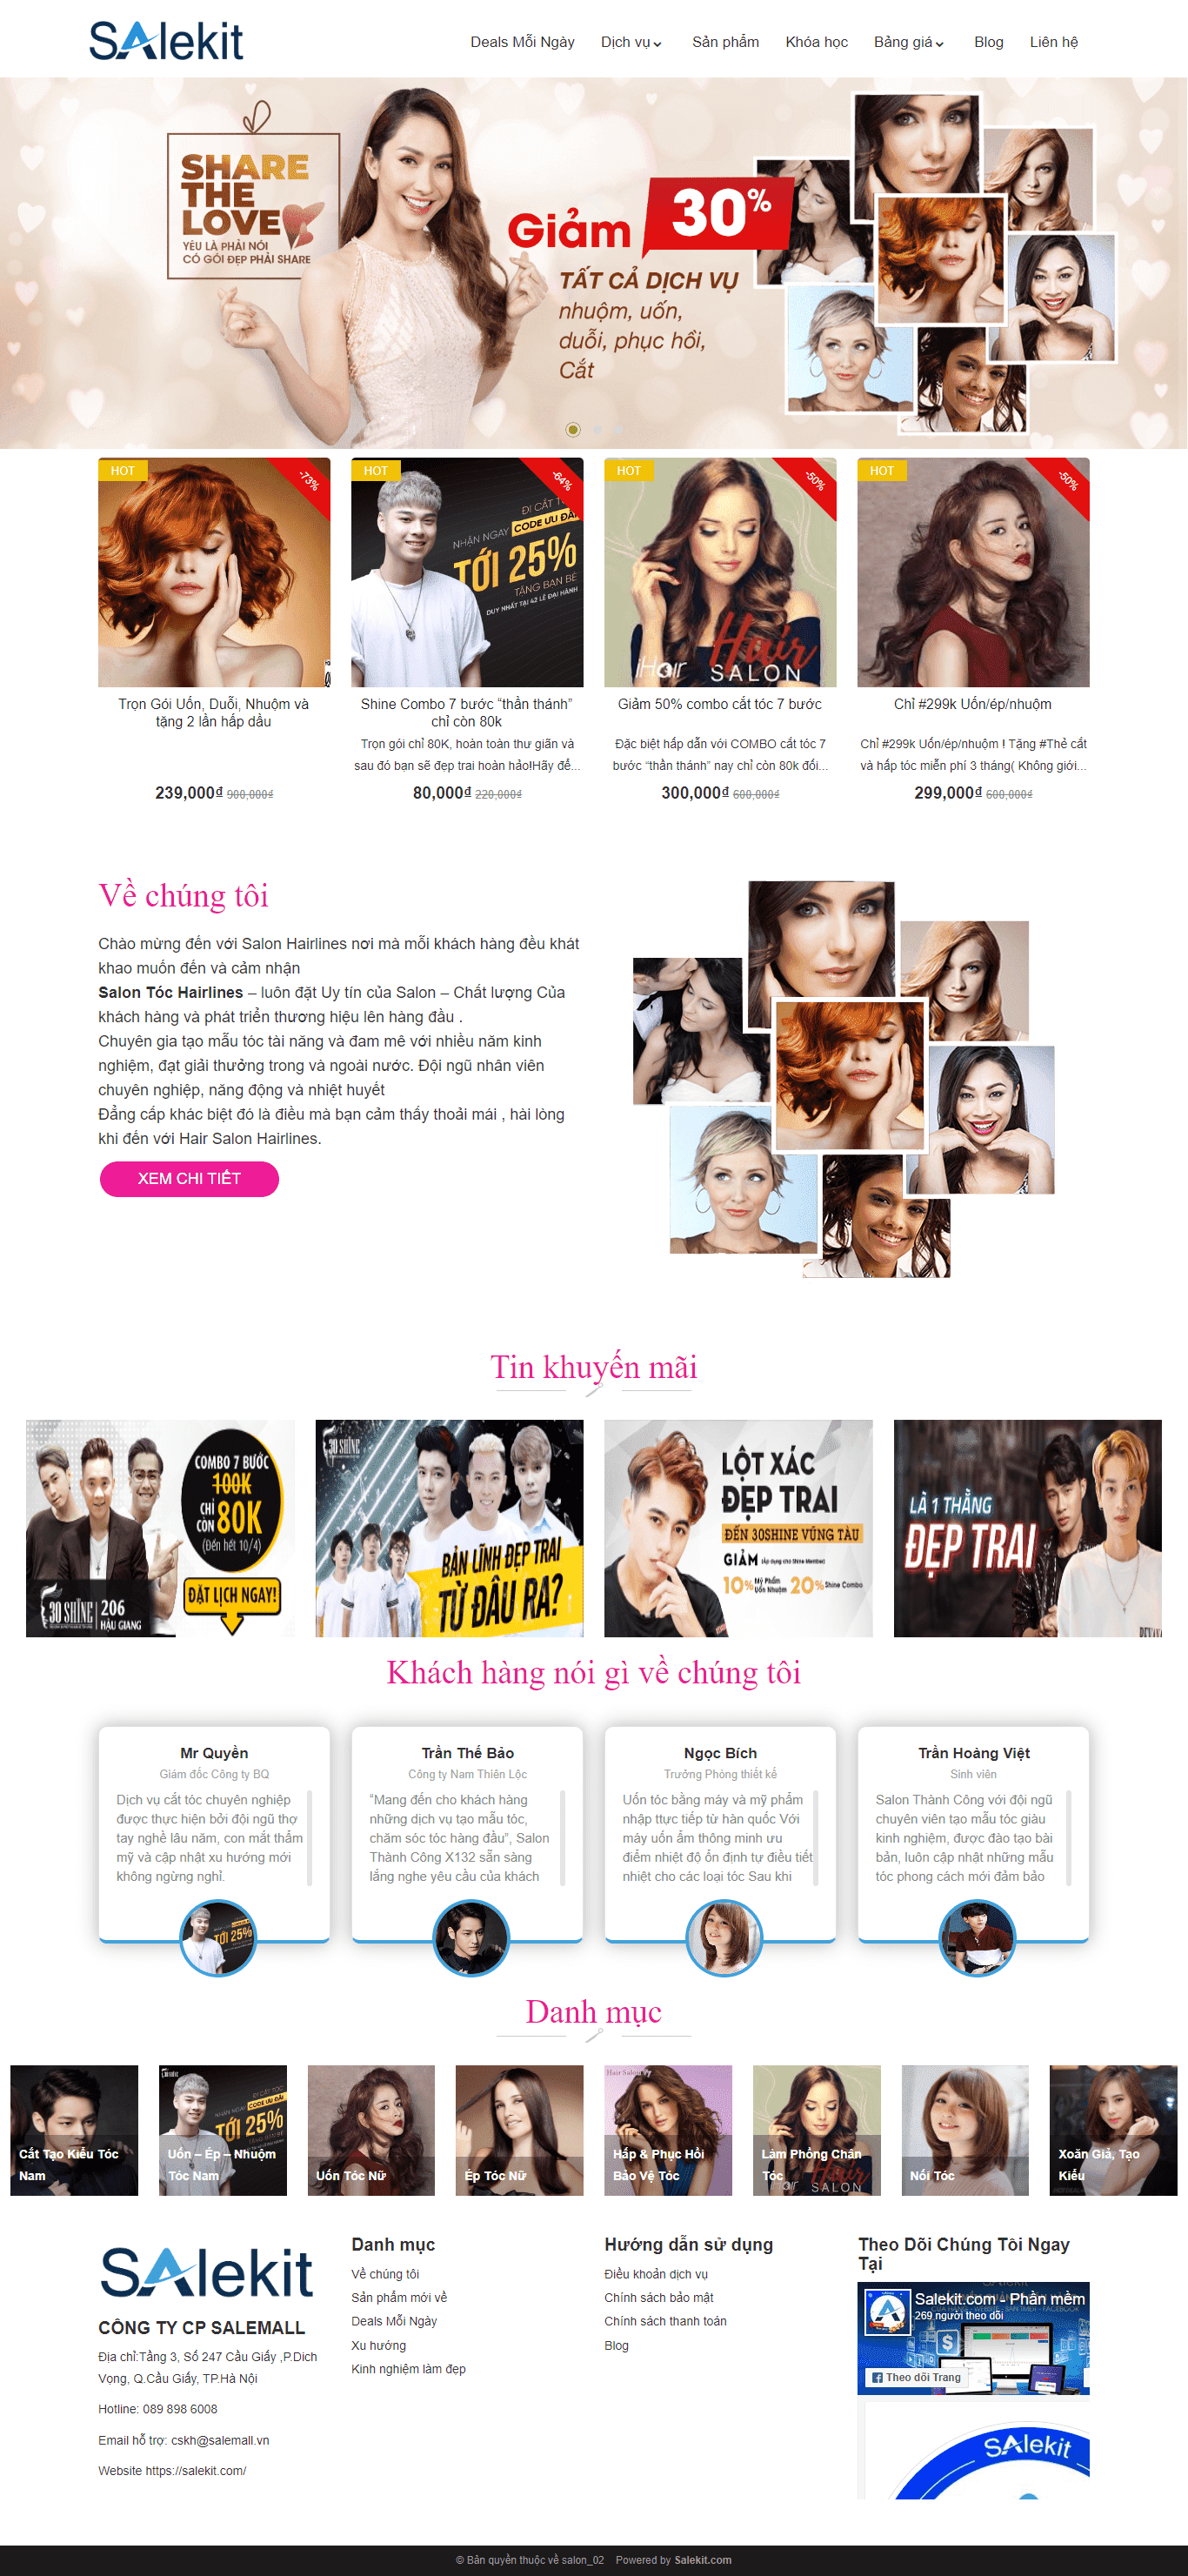 SAlekit
Deals Mỗi Ngày
Dịch vụ
Sản phẩm
Khóa học
Bảng giá
Blog
Liên hệ
SHARE
THE
LOVE
YÊU LÀ PHẢI NÓI
CÓ GÓI ĐẸP PHẢI SHARE
Giảm 30%
TẤT CẢ DỊCH VỤ
nhuộm, uốn,
duỗi, phục hồi,
Cắt
HOT
-73%
HOT
-64%
ĐI CẮT TÓC
NHẬN NGAY CODE ƯU ĐÃI
TỚI 25%
TẶNG BẠN BÈ
DUY NHẤT TẠI 42 LÊ ĐẠI HÀNH
HOT
-50%
iHair Hair
SALON
HOT
-50%
Trọn Gói Uốn, Duỗi, Nhuộm và
tặng 2 lần hấp dầu
239,000₫ 900,000₫
Shine Combo 7 bước “thần thánh”
chỉ còn 80k
Trọn gói chỉ 80K, hoàn toàn thư giãn và
sau đó bạn sẽ đẹp trai hoàn hảo!Hãy để...
80,000₫ 220,000₫
Giảm 50% combo cắt tóc 7 bước
Đặc biệt hấp dẫn với COMBO cắt tóc 7
bước “thần thánh” nay chỉ còn 80k đối...
300,000₫ 600,000₫
Chỉ #299k Uốn/ép/nhuộm
Chỉ #299k Uốn/ép/nhuộm ! Tặng #Thẻ cắt
và hấp tóc miễn phí 3 tháng( Không giới...
299,000₫ 600,000₫
Về chúng tôi
Chào mừng đến với Salon Hairlines nơi mà mỗi khách hàng đều khát
khao muốn đến và cảm nhận
Salon Tóc Hairlines – luôn đặt Uy tín của Salon – Chất lượng Của
khách hàng và phát triển thương hiệu lên hàng đầu .
Chuyên gia tạo mẫu tóc tài năng và đam mê với nhiều năm kinh
nghiệm, đạt giải thưởng trong và ngoài nước. Đội ngũ nhân viên
chuyên nghiệp, năng động và nhiệt huyết
Đẳng cấp khác biệt đó là điều mà bạn cảm thấy thoải mái , hài lòng
khi đến với Hair Salon Hairlines.
XEM CHI TIẾT
Tin khuyến mãi
COMBO 7 BƯỚC
100K
CHỈ CÒN 80K
(Đến hết 10/4)
ĐẶT LỊCH NGAY!
30 SHINE 206
HẬU GIANG
30 SHINE
BẢN LĨNH ĐẸP TRAI
TỪ ĐÂU RA?
LỘT XÁC
ĐẸP TRAI
ĐẾN 30SHINE VŨNG TÀU
GIẢM (Áp dụng cho Shine Member)
10% Mỹ Phẩm Uốn Nhuộm 20% Shine Combo
LÀ 1 THẰNG
ĐẸP TRAI
Khách hàng nói gì về chúng tôi
Mr Quyền
Giám đốc Công ty BQ
Dịch vụ cắt tóc chuyên nghiệp
được thực hiện bởi đội ngũ thợ
tay nghề lâu năm, con mắt thẩm
mỹ và cập nhật xu hướng mới
không ngừng nghỉ.
Trần Thế Bảo
Công ty Nam Thiên Lộc
“Mang đến cho khách hàng
những dịch vụ tạo mẫu tóc,
chăm sóc tóc hàng đầu”, Salon
Thành Công X132 sẵn sàng
lắng nghe yêu cầu của khách
Ngọc Bích
Trưởng Phòng thiết kế
Uốn tóc bằng máy và mỹ phẩm
nhập ttực tiếp từ hàn quốc Với
máy uốn ẩm thông minh ưu
điểm nhiệt độ ổn định tự điều tiết
nhiệt cho các loại tóc Sau khi
Trần Hoàng Việt
Sinh viên
Salon Thành Công với đội ngũ
chuyên viên tạo mẫu tóc giàu
kinh nghiệm, được đào tạo bài
bản, luôn cập nhật những mẫu
tóc phong cách mới đảm bảo
Danh mục
Cắt Tạo Kiểu Tóc
Nam
TỚI 25%
Uốn – Ép – Nhuộm
Tóc Nam
Uốn Tóc Nữ
Ép Tóc Nữ
Hair Salon Vy
Hấp & Phục Hồi
Bảo Vệ Tóc
Làm Phồng Chân
Tóc
SALON
Nối Tóc
Xoăn Giả, Tạo
Kiểu
SAlekit
CÔNG TY CP SALEMALL
Địa chỉ:Tầng 3, Số 247 Cầu Giấy ,P.Dich
Vọng, Q.Cầu Giấy, TP.Hà Nội
Hotline: 089 898 6008
Email hỗ trợ: cskh@salemall.vn
Website https://salekit.com/
Danh mục
Về chúng tôi
Sản phẩm mới về
Deals Mỗi Ngày
Xu hướng
Kinh nghiệm làm đẹp
Hướng dẫn sử dụng
Điều khoản dịch vụ
Chính sách bảo mật
Chính sách thanh toán
Blog
Theo Dõi Chúng Tôi Ngay
Tại
Salekit.com - Phần mềm
269 người theo dõi
Theo dõi Trang
SAlekit
© Bản quyền thuộc về salon_02 Powered by Salekit.com